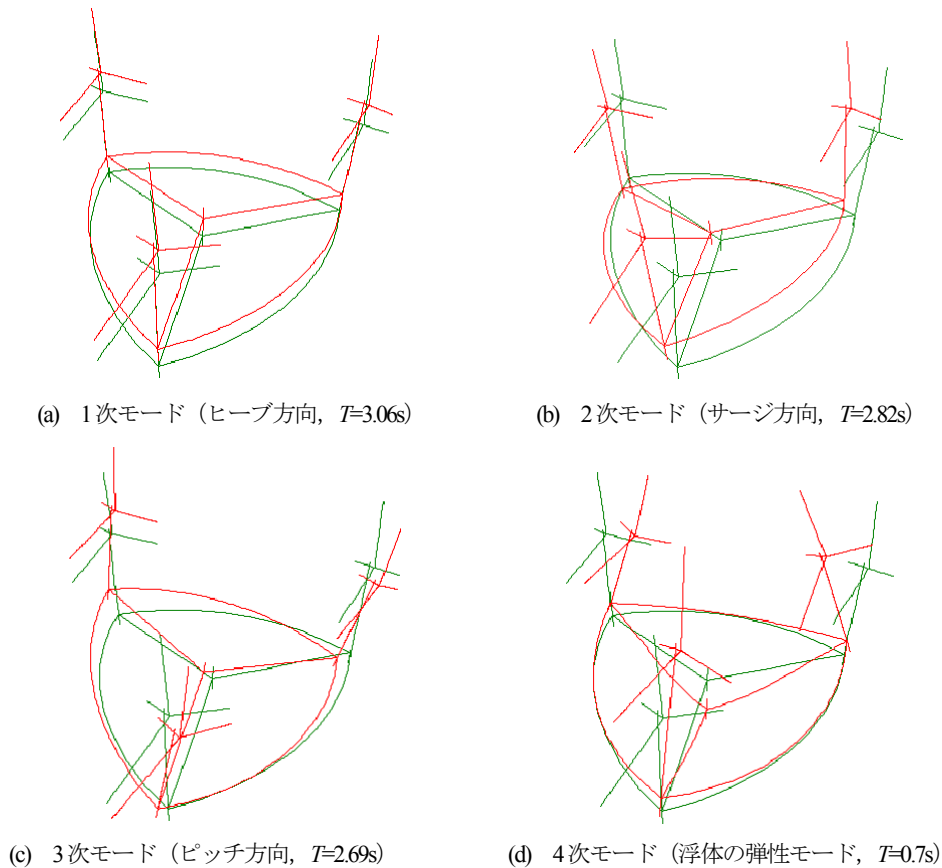 (a) 1次モード（ヒーブ方向，T=3.06s）
(b) 2次モード（サージ方向，T=2.82s）
(c) 3次モード（ピッチ方向，T=2.69s）
(d) 4次モード（浮体の弾性モード，T=0.7s）